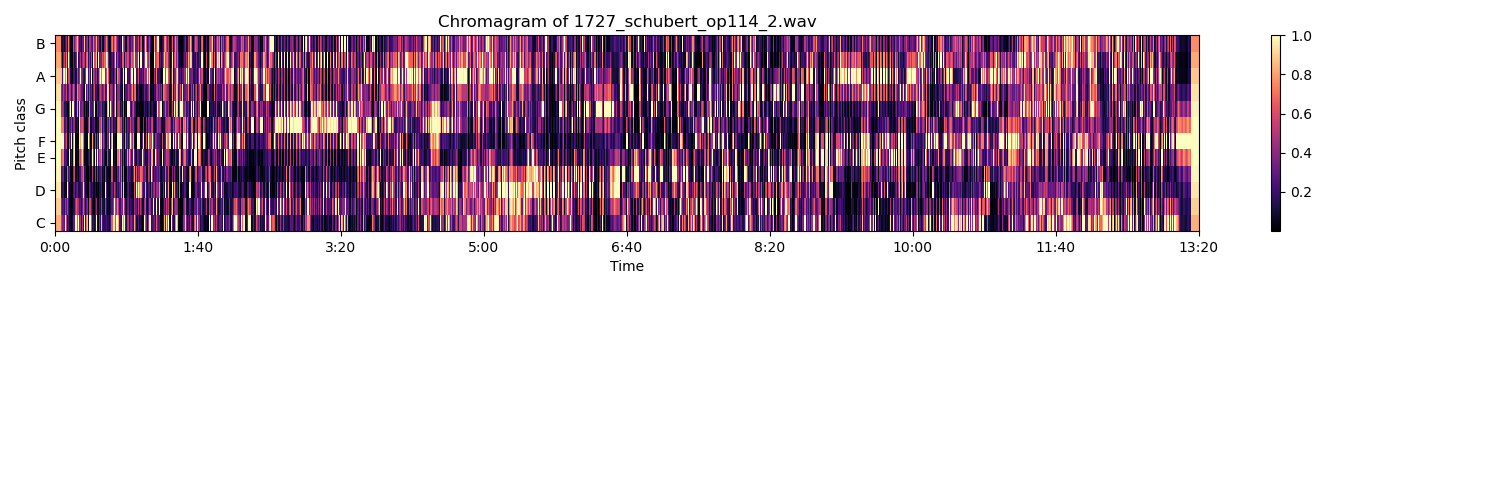 Chromagram of 1727_schubert_op114_2.wav
Pitch class
B
A
G
F
E
D
C
0:00 1:40 3:20 5:00 6:40 8:20 10:00 11:40 13:20
Time
1.0
0.8
0.6
0.4
0.2